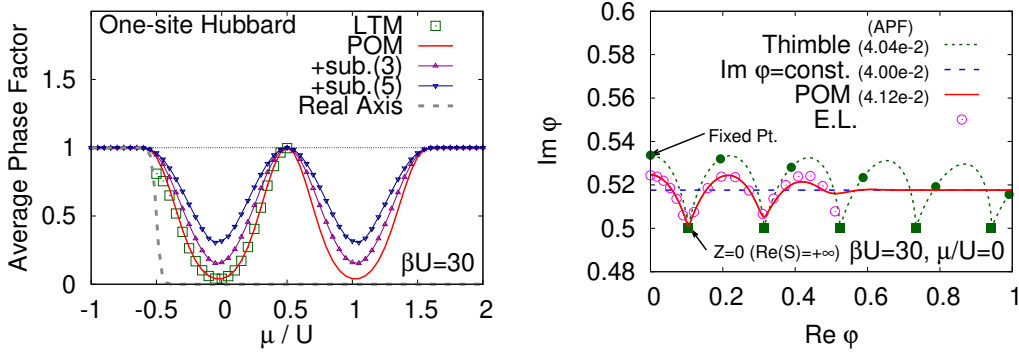 One-site Hubbard
LTM
POM
+sub.(3)
+sub.(5)
Real Axis
βU=30
Average Phase Factor
1
0.5
0
-1 -0.5 0 0.5 1 1.5 2
μ / U
(APF)
Thimble (4.04e-2)
Im φ=const. (4.00e-2)
POM (4.12e-2)
E.L.
Fixed Pt.
Z=0 (Re(S)=+∞)
βU=30, μ/U=0
Im φ
0.6
0.58
0.56
0.54
0.52
0.5
0.48
0 0.2 0.4 0.6 0.8 1
Re φ